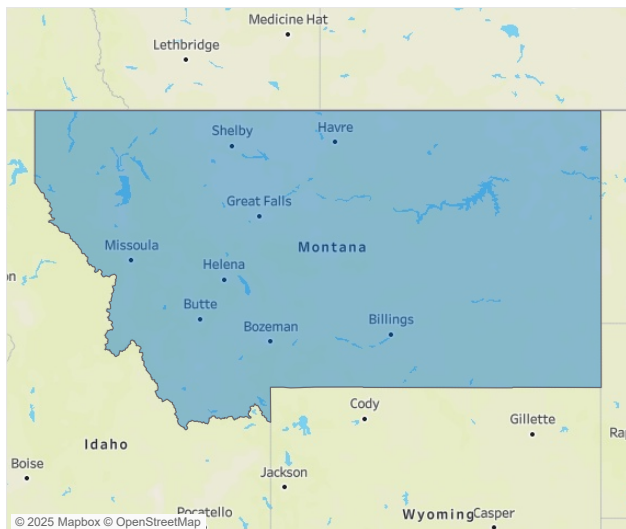 Medicine Hat
Lethbridge
Shelby
Havre
Great Falls
Missoula
Montana
Helena
Butte
Bozeman
Billings
Cody
Gillette
Idaho
Boise
Jackson
Pocatello
Wyoming
Casper
© 2025 Mapbox © OpenStreetMap